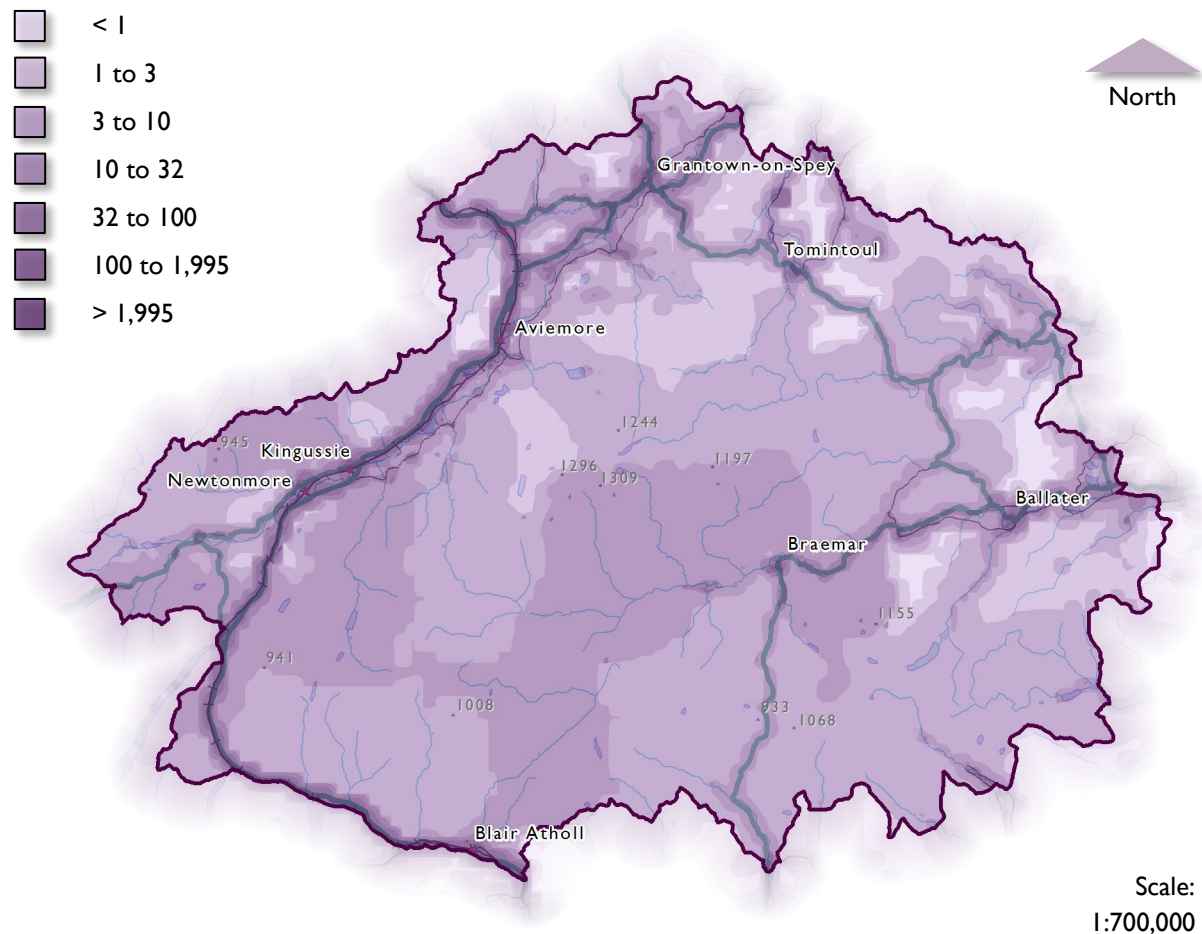 < 1
1 to 3
3 to 10
10 to 32
32 to 100
100 to 1,995
> 1,995
North
Grantown-on-Spey
Tomintoul
Aviemore
1244
945
Kingussie
1296
1197
Newtonmore
1309
Ballater
Braemar
1155
941
1008
933
1068
Blair Atholl
Scale:
1:700,000